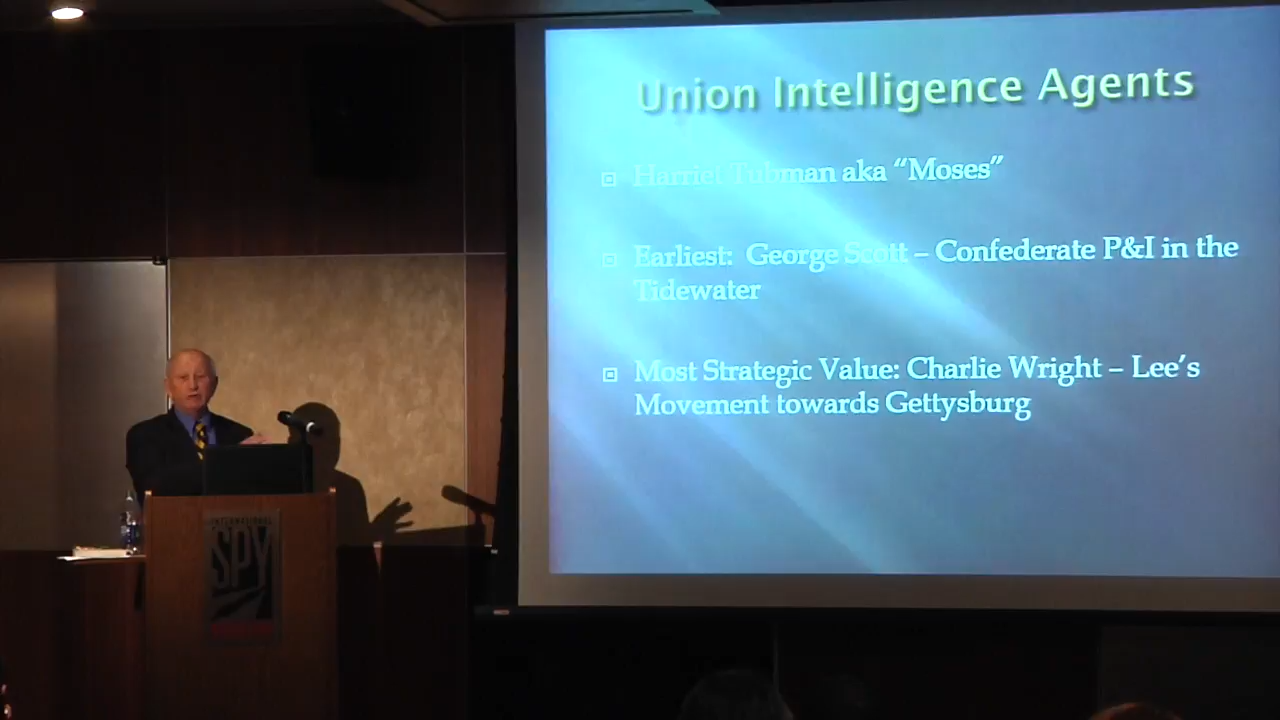 Union Intelligence Agents
Harriet Tubman aka “Moses”
Earliest: George Scott – Confederate P&I in the
Tidewater
Most Strategic Value: Charlie Wright – Lee’s
Movement towards Gettysburg
INTERNATIONAL
SPY